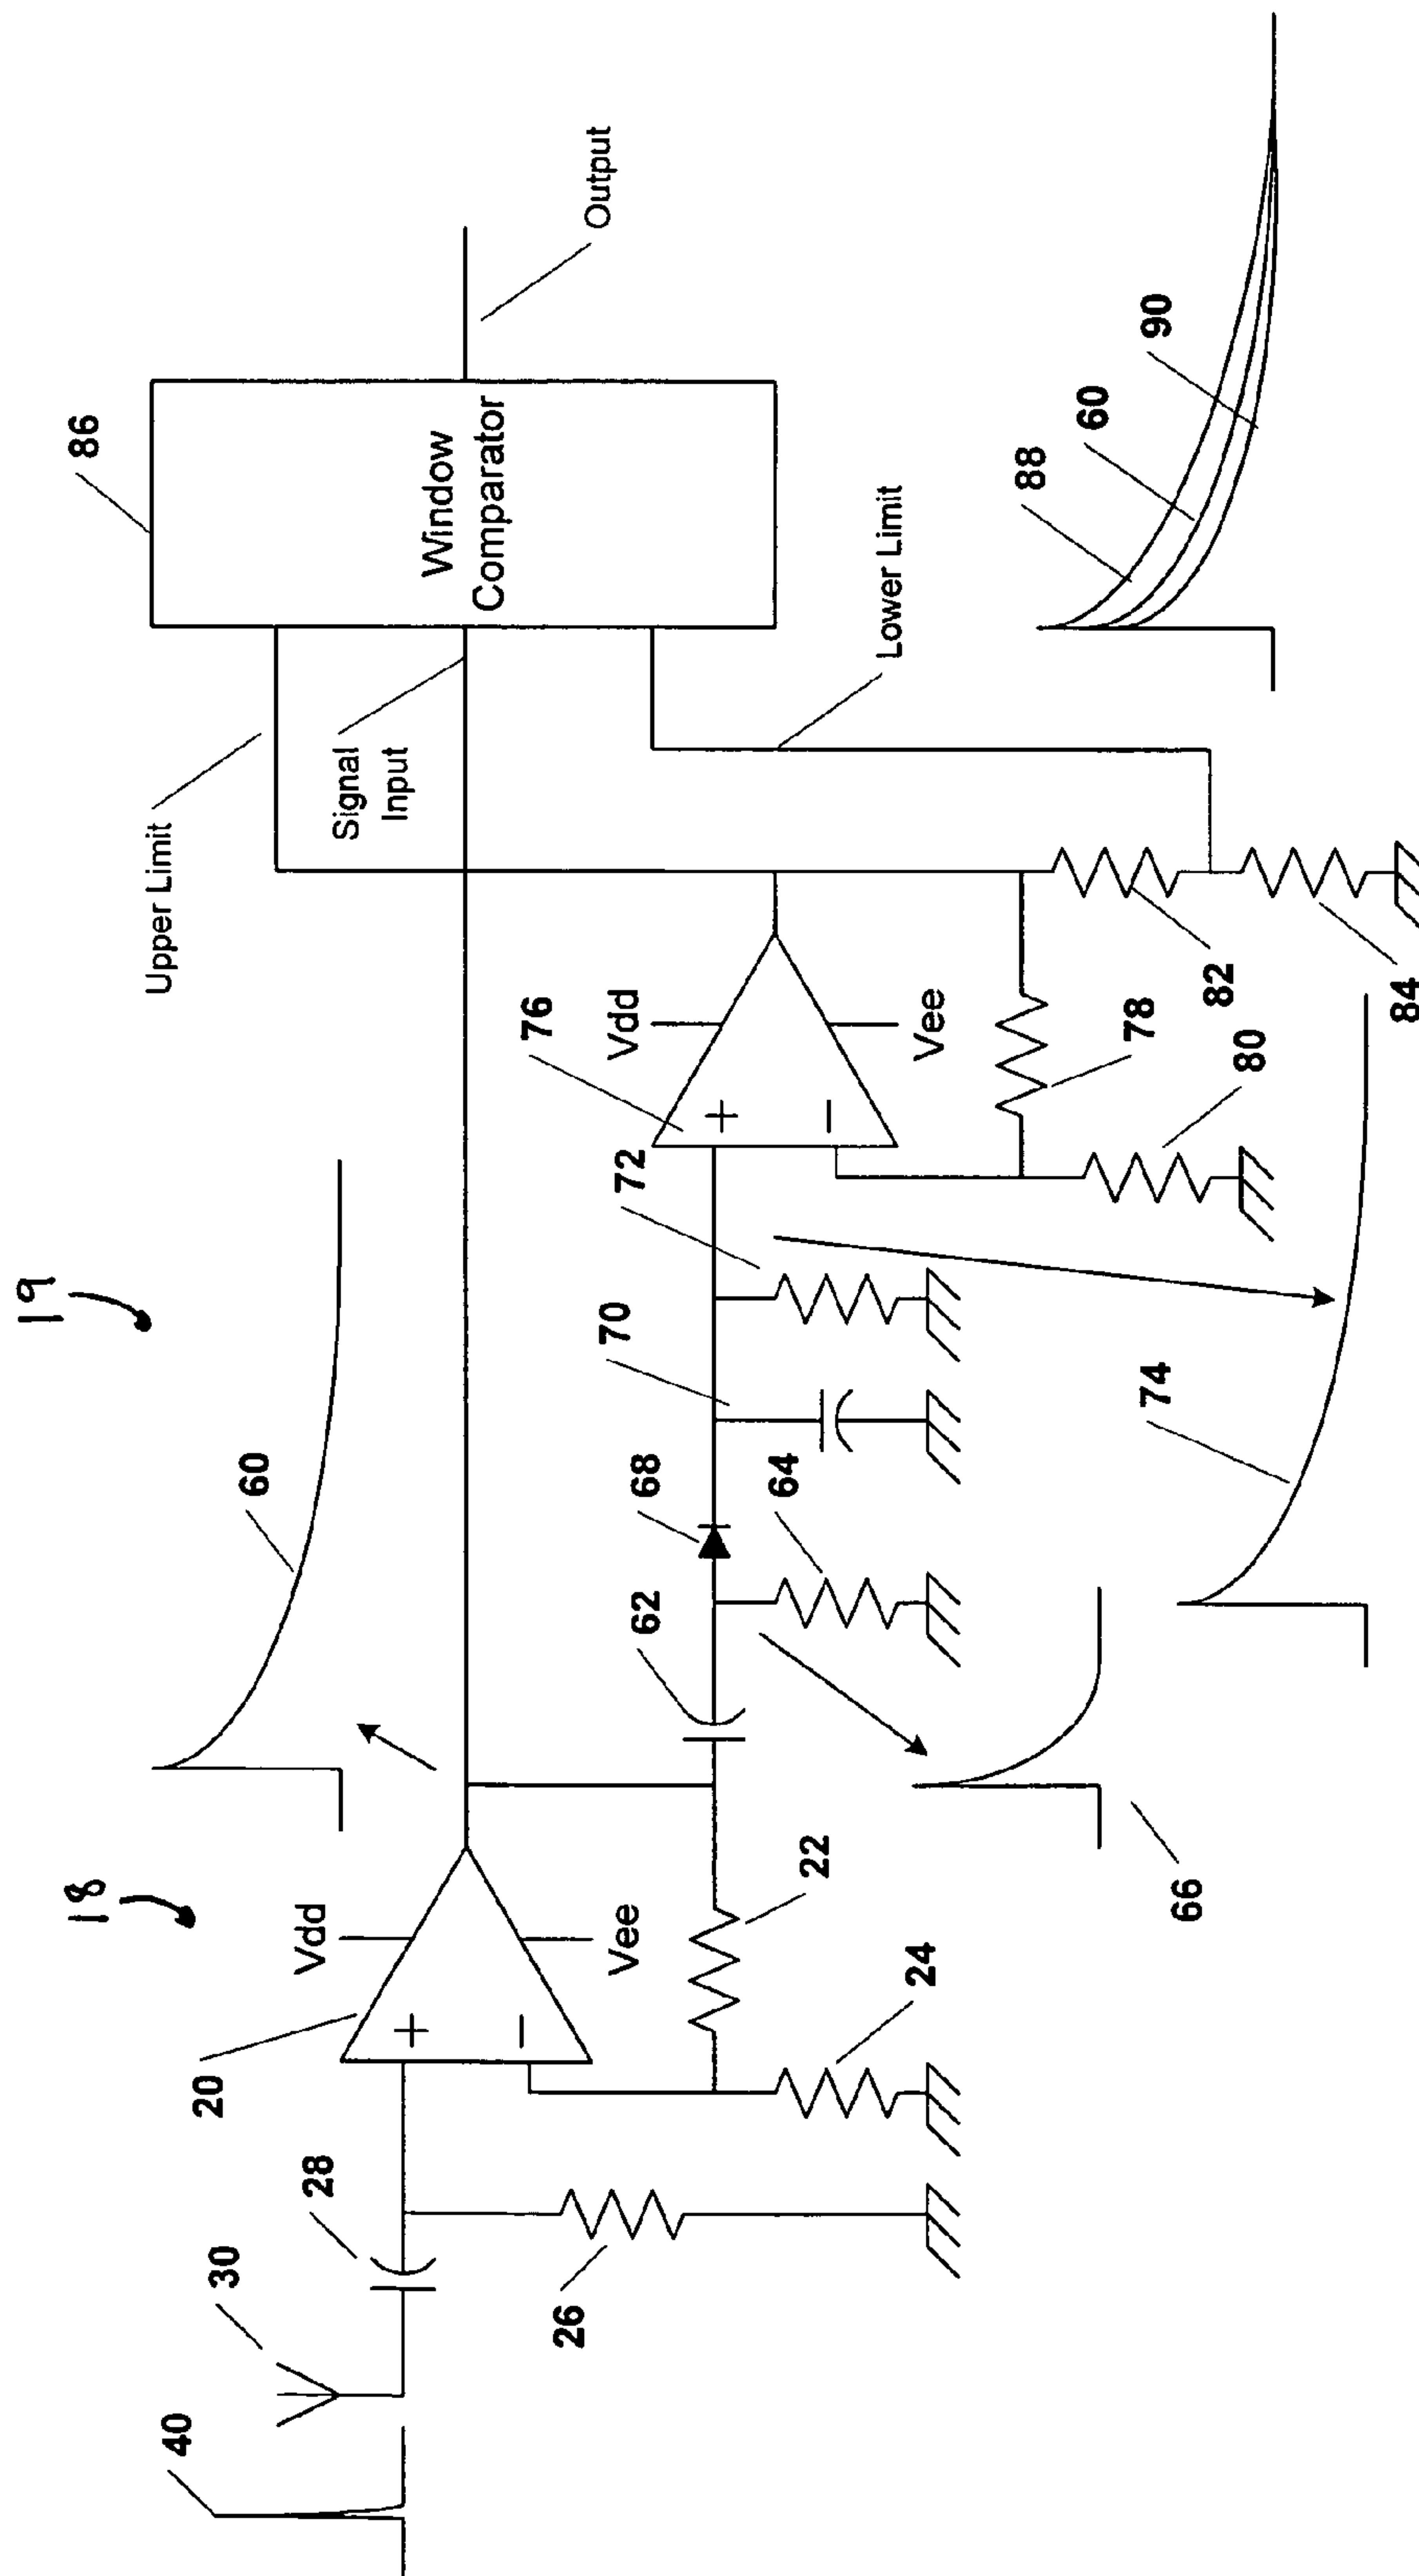 19
18
86
Upper Limit
Signal
Input
Window
Comparator
Output
60
Vdd
Vee
20
30
28
40
26
24
22
62
68
64
70
72
76
Vdd
Vee
78
80
82
84
Lower Limit
88
60
90
66
74